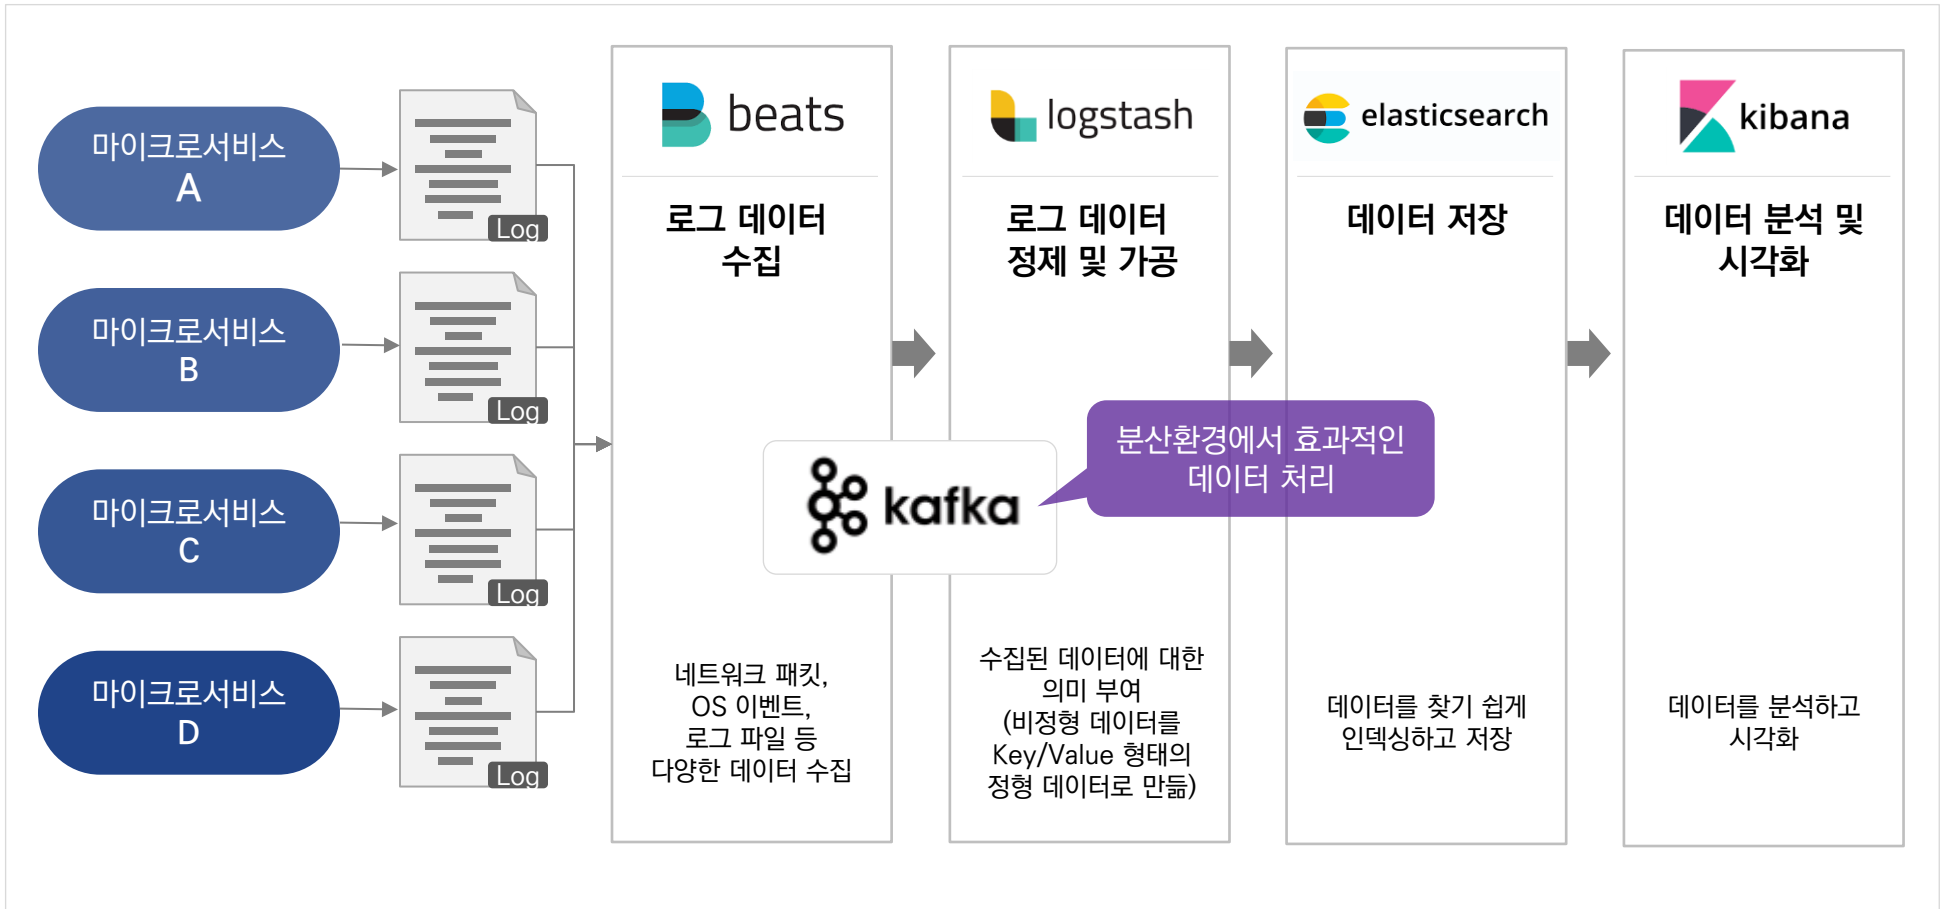 마이크로서비스
A
Log
마이크로서비스
B
Log
마이크로서비스
C
Log
마이크로서비스
D
Log
beats
로그 데이터
수집
네트워크 패킷,
OS 이벤트,
로그 파일 등
다양한 데이터 수집
logstash
로그 데이터
정제 및 가공
수집된 데이터에 대한
의미 부여
(비정형 데이터를
Key/Value 형태의
정형 데이터로 만듦)
kafka
분산환경에서 효과적인
데이터 처리
elasticsearch
데이터 저장
데이터를 찾기 쉽게
인덱싱하고 저장
kibana
데이터 분석 및
시각화
데이터를 분석하고
시각화